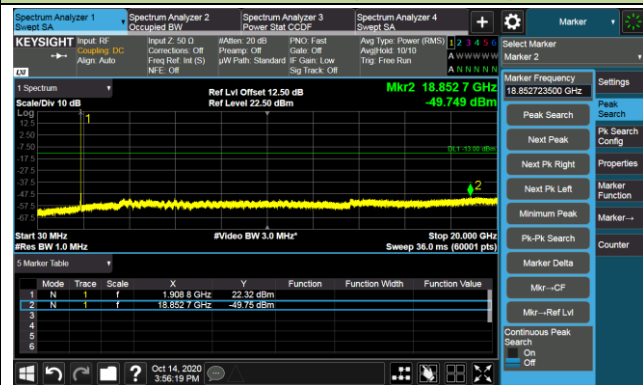 Spectrum Analyzer 1
Swept SA
Spectrum Analyzer 2
Occupied BW
Spectrum Analyzer 3
Power Stat CCDF
Spectrum Analyzer 4
Swept SA
Marker
KEYSIGHT
Input: RF
Coupling: DC
Align: Auto
Input Z: 50 Ω
Corrections: Off
Freq Ref: Int (S)
NFE: Off
#Atten: 20 dB
Preamp: Off
µW Path: Standard
PNO: Fast
Gate: Off
IF Gain: Low
Sig Track: Off
Avg Type: Power (RMS)
Avg|Hold: 10/10
Trig: Free Run
1 2 3 4 5 6
A W W W W W
A N N N N N
LXI
Select Marker
Marker 2
Marker Frequency
18.852723500 GHz
Settings
Peak Search
Peak
Search
Next Peak
Pk Search
Config
Next Pk Right
Properties
Next Pk Left
Marker
Function
Minimum Peak
Marker→
Pk-Pk Search
Counter
Marker Delta
Mkr→CF
Mkr→Ref Lvl
Continuous Peak
Search
On
Off
1 Spectrum
Scale/Div 10 dB
Ref Lvl Offset 12.50 dB
Ref Level 22.50 dBm
Mkr2 18.852 7 GHz
-49.749 dBm
Log
12.5
2.50
-7.50
-17.5
-27.5
-37.5
-47.5
-57.5
-67.5
1
DL1 -13.00 dBm
2
Start 30 MHz
#Res BW 1.0 MHz
#Video BW 3.0 MHz*
Stop 20.000 GHz
Sweep 36.0 ms (60001 pts)
5 Marker Table
Mode Trace Scale X Y Function Function Width Function Value
1 N 1 f 1.908 8 GHz 22.32 dBm
2 N 1 f 18.852 7 GHz -49.75 dBm
3
4
5
6
?
Oct 14, 2020
3:56:19 PM